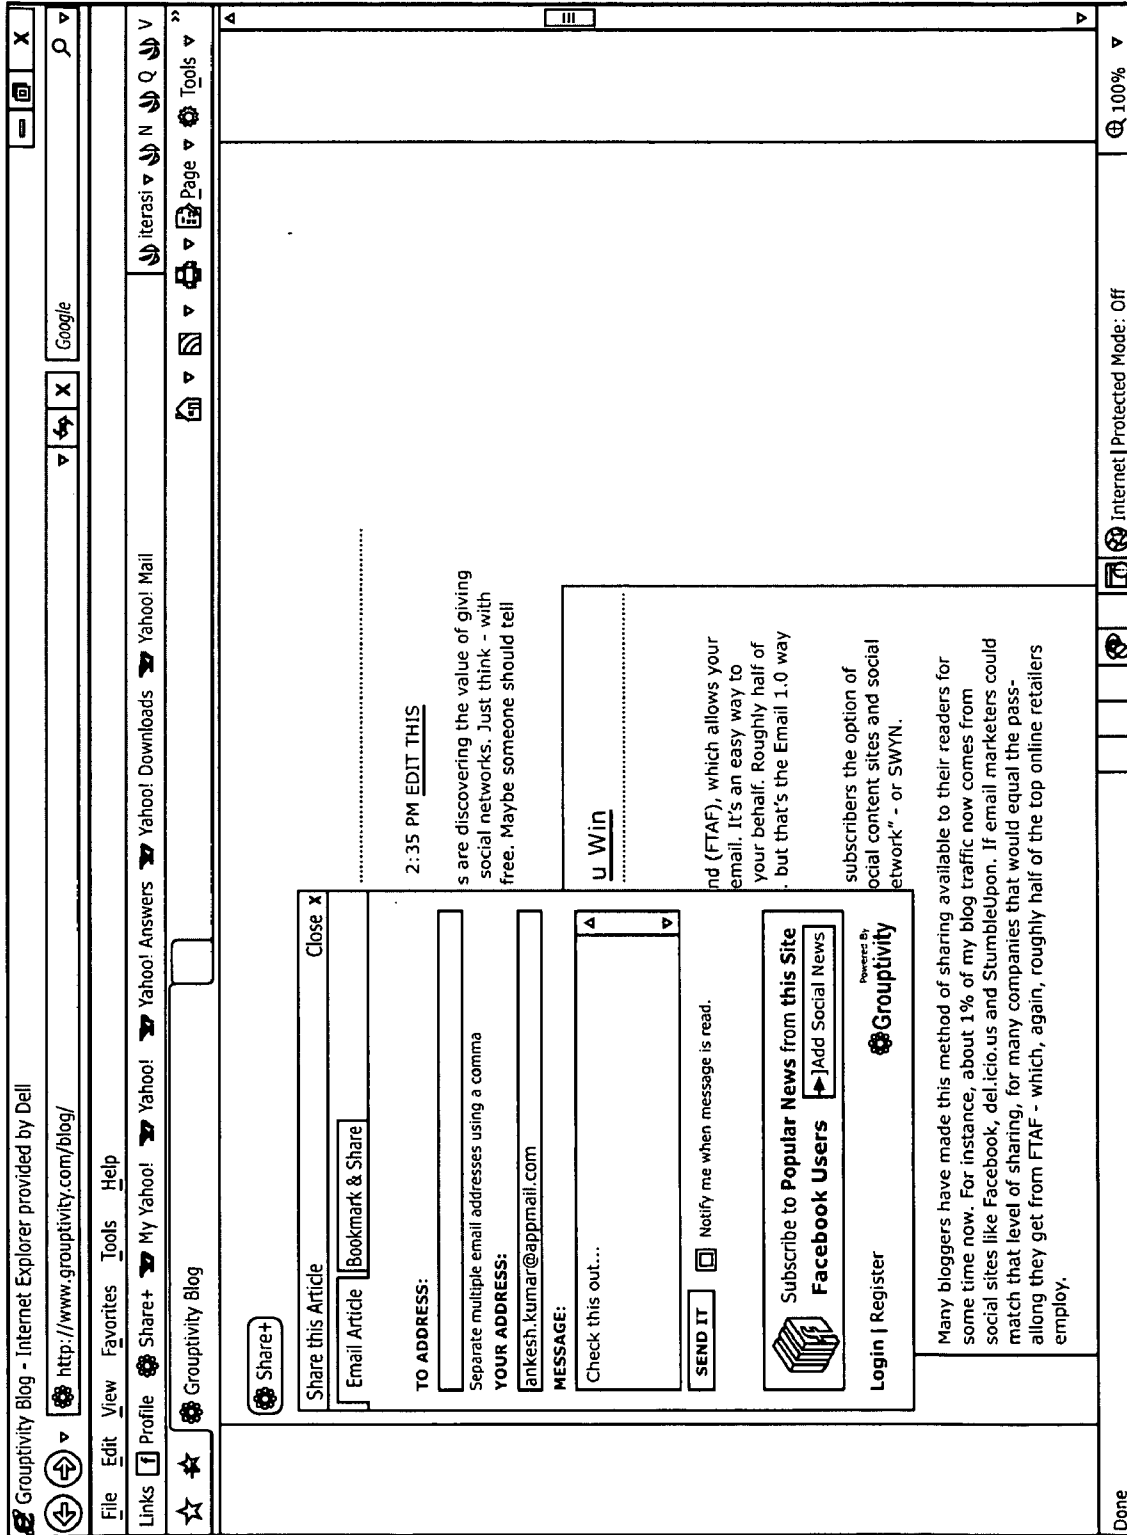 Grouptivity Blog - Internet Explorer provided by Dell
http://www.grouptivity.com/blog/
Google
File Edit View Favorites Tools Help
Links Profile Share+ My Yahoo! Yahoo! Yahoo! Answers Yahoo! Downloads Yahoo! Mail
iterasi N Q V
Grouptivity Blog
Page Tools »
Share+
Share this Article
Close X
Email Article
Bookmark & Share
TO ADDRESS:
Separate multiple email addresses using a comma
YOUR ADDRESS:
ankesh.kumar@appmail.com
MESSAGE:
Check this out...
SEND IT
Notify me when message is read.
Subscribe to Popular News from this Site
Facebook Users
Add Social News
Login | Register
Powered By
Grouptivity
2:35 PM EDIT THIS
s are discovering the value of giving
social networks. Just think - with
free. Maybe someone should tell
u Win
nd (FTAF), which allows your
email. It's an easy way to
your behalf. Roughly half of
. but that's the Email 1.0 way
subscribers the option of
ocial content sites and social
etwork" - or SWYN.
Many bloggers have made this method of sharing available to their readers for
some time now. For instance, about 1% of my blog traffic now comes from
social sites like Facebook, del.icio.us and StumbleUpon. If email marketers could
match that level of sharing, for many companies that would equal the pass-
along they get from FTAF - which, again, roughly half of the top online retailers
employ.
Done
Internet | Protected Mode: Off
100%